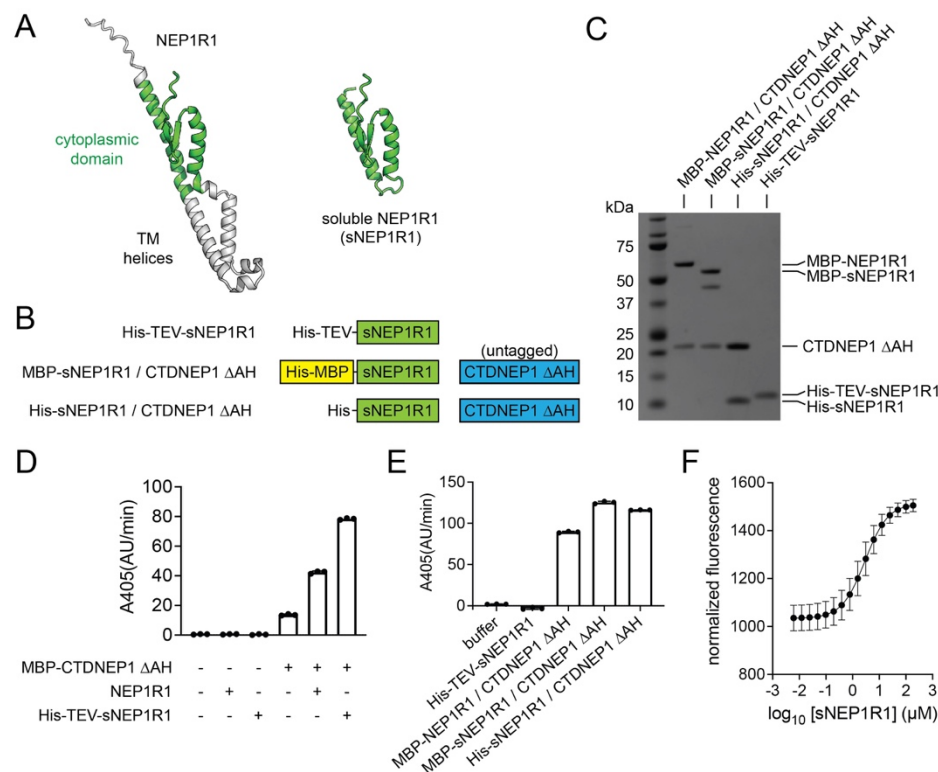 A
NEP1R1
cytoplasmic
domain
TM
helices
soluble NEP1R1
(sNEP1R1)
B
His-TEV-sNEP1R1
His-TEV-sNEP1R1
(untagged)
MBP-sNEP1R1 / CTDNEP1 ΔAH
His-MBP-sNEP1R1
CTDNEP1 ΔAH
His-sNEP1R1 / CTDNEP1 ΔAH
His-sNEP1R1
CTDNEP1 ΔAH
C
MBP-NEP1R1 / CTDNEP1 ΔAH
MBP-sNEP1R1 / CTDNEP1 ΔAH
His-sNEP1R1 / CTDNEP1 ΔAH
His-TEV-sNEP1R1
kDa
75
50
37
25
20
15
10
MBP-NEP1R1
MBP-sNEP1R1
CTDNEP1 ΔAH
His-TEV-sNEP1R1
His-sNEP1R1
D
A405(AU/min)
100
80
60
40
20
0
MBP-CTDNEP1 ΔAH - - - + + +
NEP1R1 - + - - + -
His-TEV-sNEP1R1 - - + - - +
E
A405(AU/min)
150
100
50
0
buffer
His-TEV-sNEP1R1
MBP-NEP1R1 / CTDNEP1 ΔAH
MBP-sNEP1R1 / CTDNEP1 ΔAH
His-sNEP1R1 / CTDNEP1 ΔAH
F
normalized fluorescence
1600
1400
1200
1000
800
-3 -2 -1 0 1 2 3
log10 [sNEP1R1] (μM)